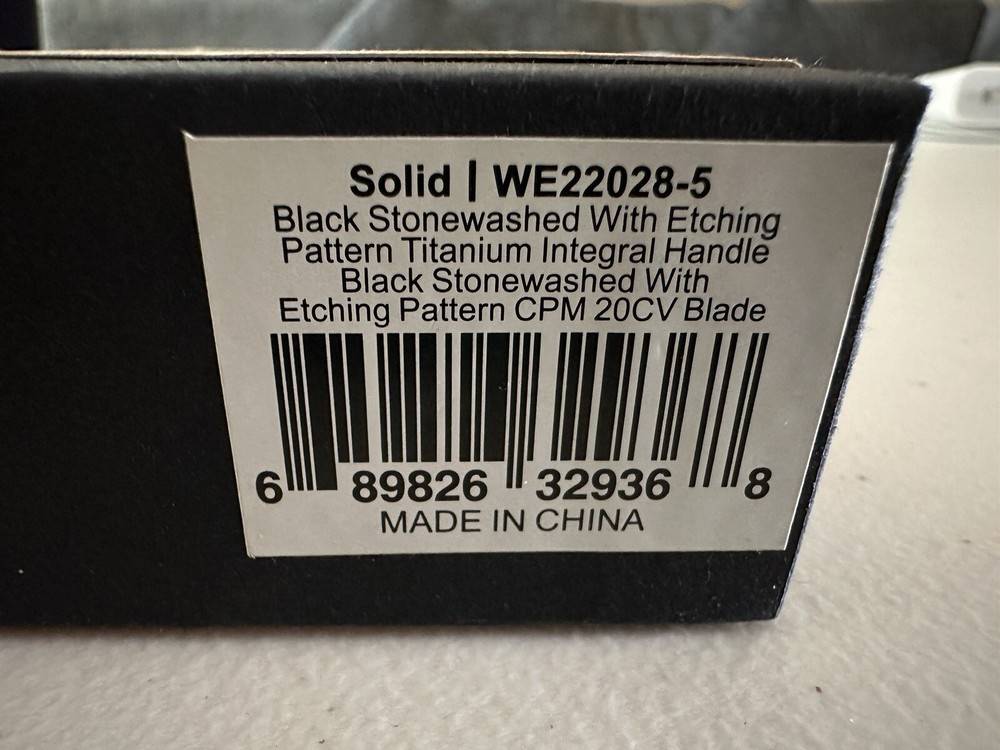 Solid | WE22028-5
Black Stonewashed With Etching
Pattern Titanium Integral Handle
Black Stonewashed With
Etching Pattern CPM 20CV Blade
6 89826 32936 8
MADE IN CHINA